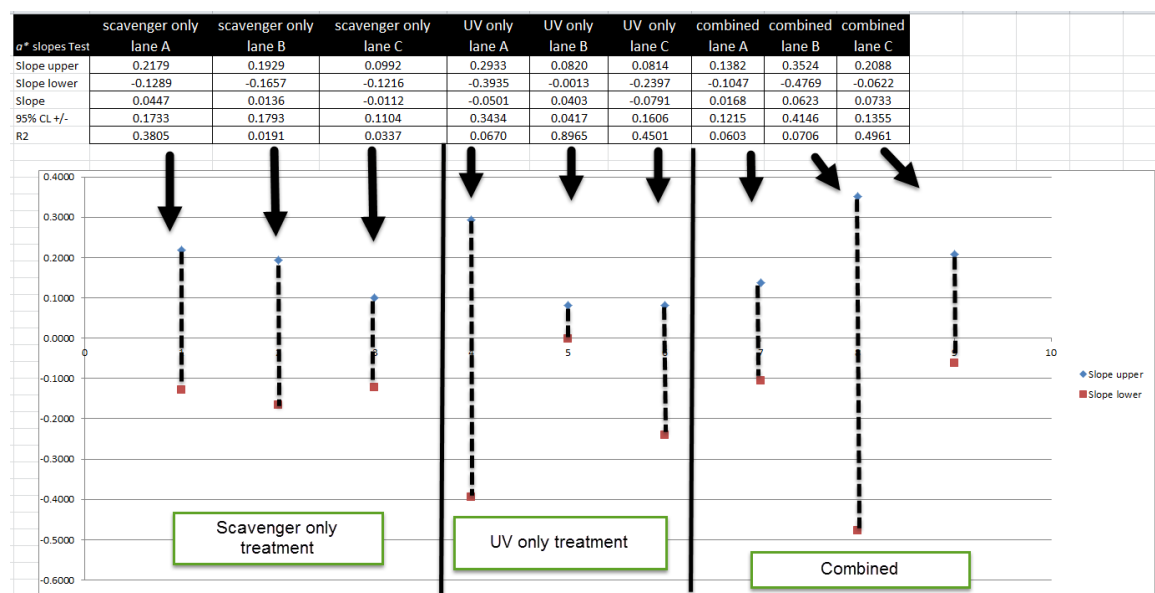 scavenger only scavenger only scavenger only UV only UV only UV only combined combined combined
a* slopes Test lane A lane B lane C lane A lane B lane C lane A lane B lane C
Slope upper 0.2179 0.1929 0.0992 0.2933 0.0820 0.0814 0.1382 0.3524 0.2088
Slope lower -0.1289 -0.1657 -0.1216 -0.3935 -0.0013 -0.2397 -0.1047 -0.4769 -0.0622
Slope 0.0447 0.0136 -0.0112 -0.0501 0.0403 -0.0791 0.0168 0.0623 0.0733
95% CL +/- 0.1733 0.1793 0.1104 0.3434 0.0417 0.1606 0.1215 0.4146 0.1355
R2 0.3805 0.0191 0.0337 0.0670 0.8965 0.4501 0.0603 0.0706 0.4961
0.4000
0.3000
0.2000
0.1000
0.0000
0 5 7 10
-0.1000
Slope upper
Slope lower
-0.2000
-0.3000
-0.4000
-0.5000
-0.6000
Scavenger only
treatment
UV only treatment
Combined